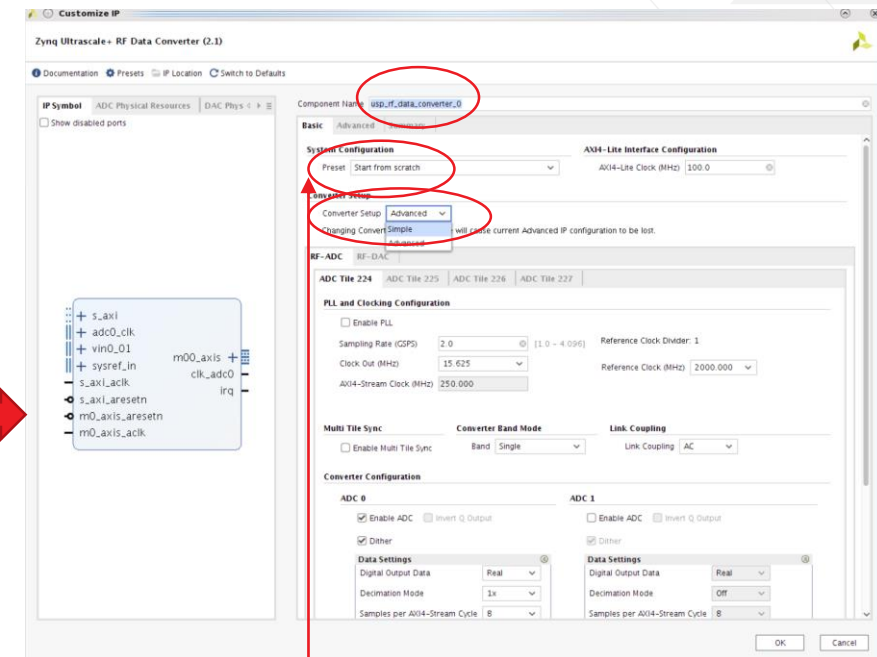 Customize IP
Zynq Ultrascale+ RF Data Converter (2.1)
Documentation Presets IP Location Switch to Defaults
IP Symbol ADC Physical Resources DAC Phys
Show disabled ports
+ s_axi
+ adc0_clk
+ vin0_01
+ sysref_in
s_axi_aclk
s_axi_aresetn
m0_axis_aresetn
m0_axis_aclk
m00_axis +
clk_adc0
irq
Component Name usp_rf_data_converter_0
Basic Advanced Summary
System Configuration AXI4-Lite Interface Configuration
Preset Start from scratch AXI4-Lite Clock (MHz) 100.0
Converter Setup
Converter Setup Advanced
Simple
Advanced
Changing Convert will cause current Advanced IP configuration to be lost.
RF-ADC RF-DAC
ADC Tile 224 ADC Tile 225 ADC Tile 226 ADC Tile 227
PLL and Clocking Configuration
Enable PLL
Sampling Rate (GSPS) 2.0 [1.0 - 4.096] Reference Clock Divider: 1
Clock Out (MHz) 15.625 Reference Clock (MHz) 2000.000
AXI4-Stream Clock (MHz) 250.000
Multi Tile Sync Converter Band Mode Link Coupling
Enable Multi Tile Sync Band Single Link Coupling AC
Converter Configuration
ADC 0 ADC 1
Enable ADC Invert Q Output Enable ADC Invert Q Output
Dither Dither
Data Settings Data Settings
Digital Output Data Real Digital Output Data Real
Decimation Mode 1x Decimation Mode Off
Samples per AXI4-Stream Cycle 8 Samples per AXI4-Stream Cycle 8
OK Cancel